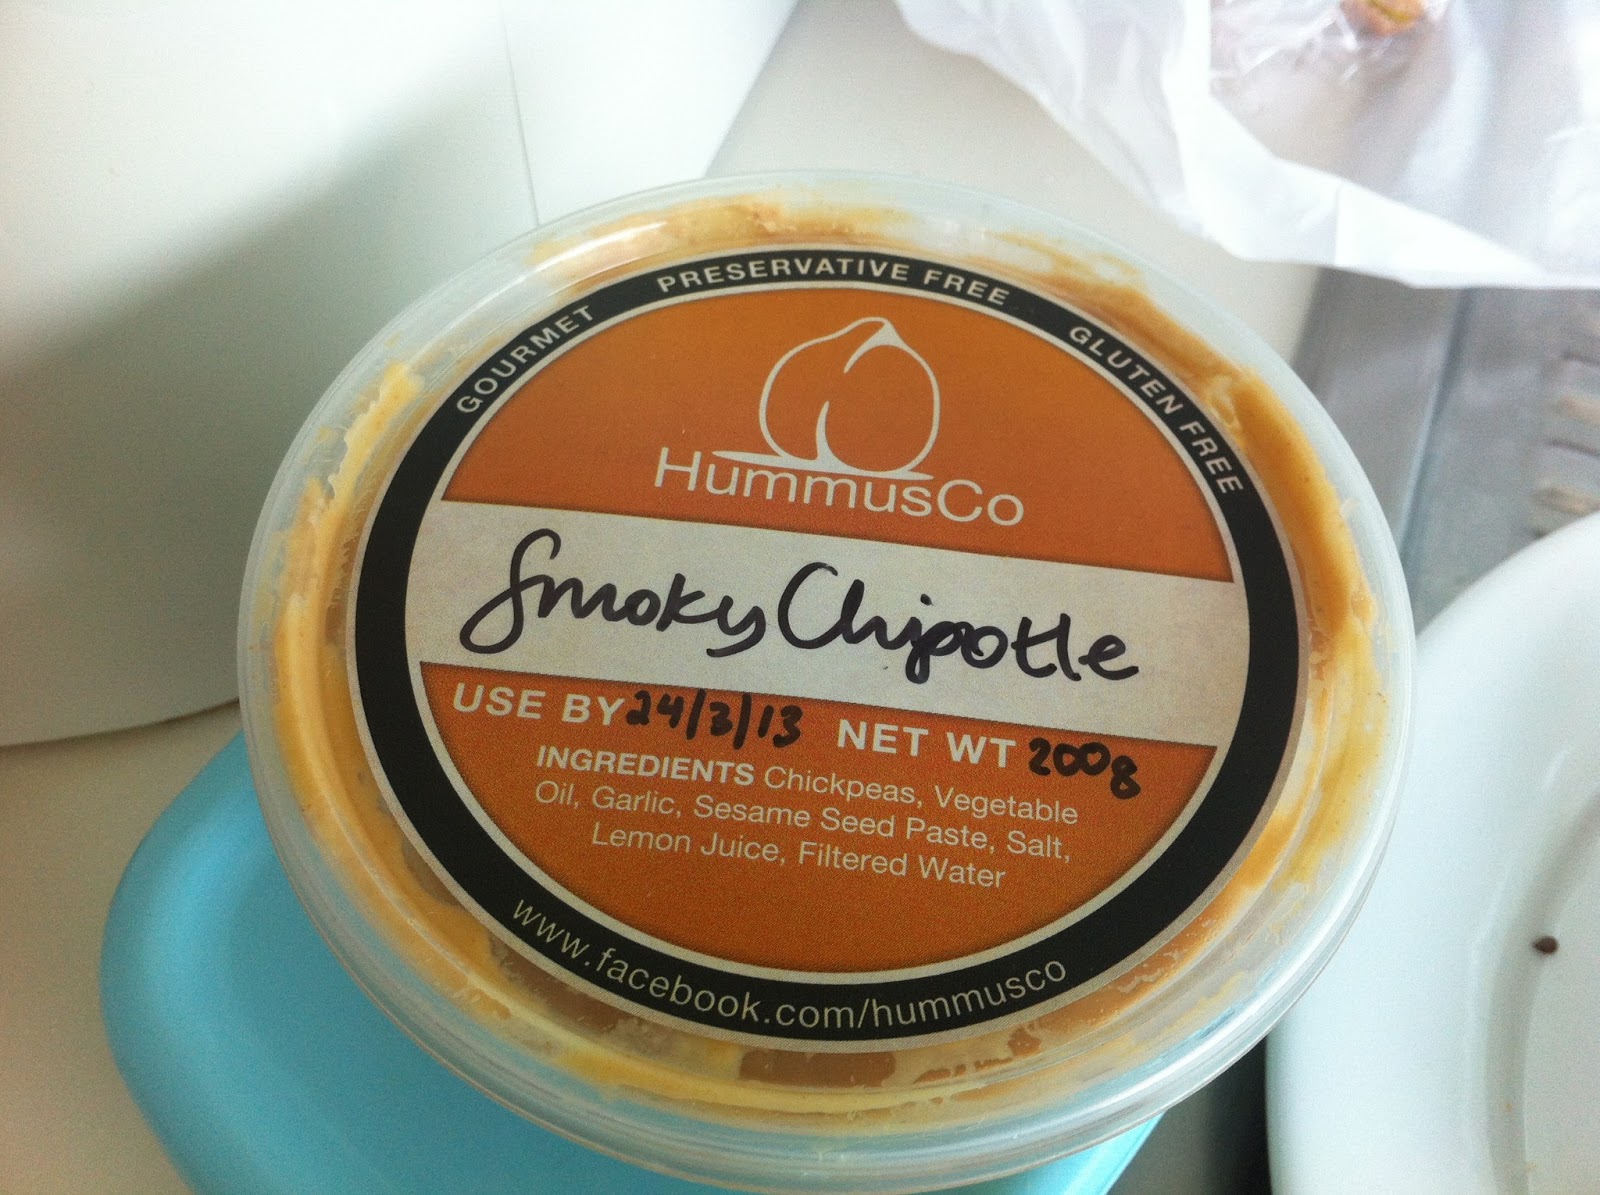 GOURMET PRESERVATIVE FREE GLUTEN FREE
HummusCo
Smoky Chipotle
USE BY 24/3/13 NET WT 200g
INGREDIENTS Chickpeas, Vegetable
Oil, Garlic, Sesame Seed Paste, Salt,
Lemon Juice, Filtered Water
www.facebook.com/hummusco